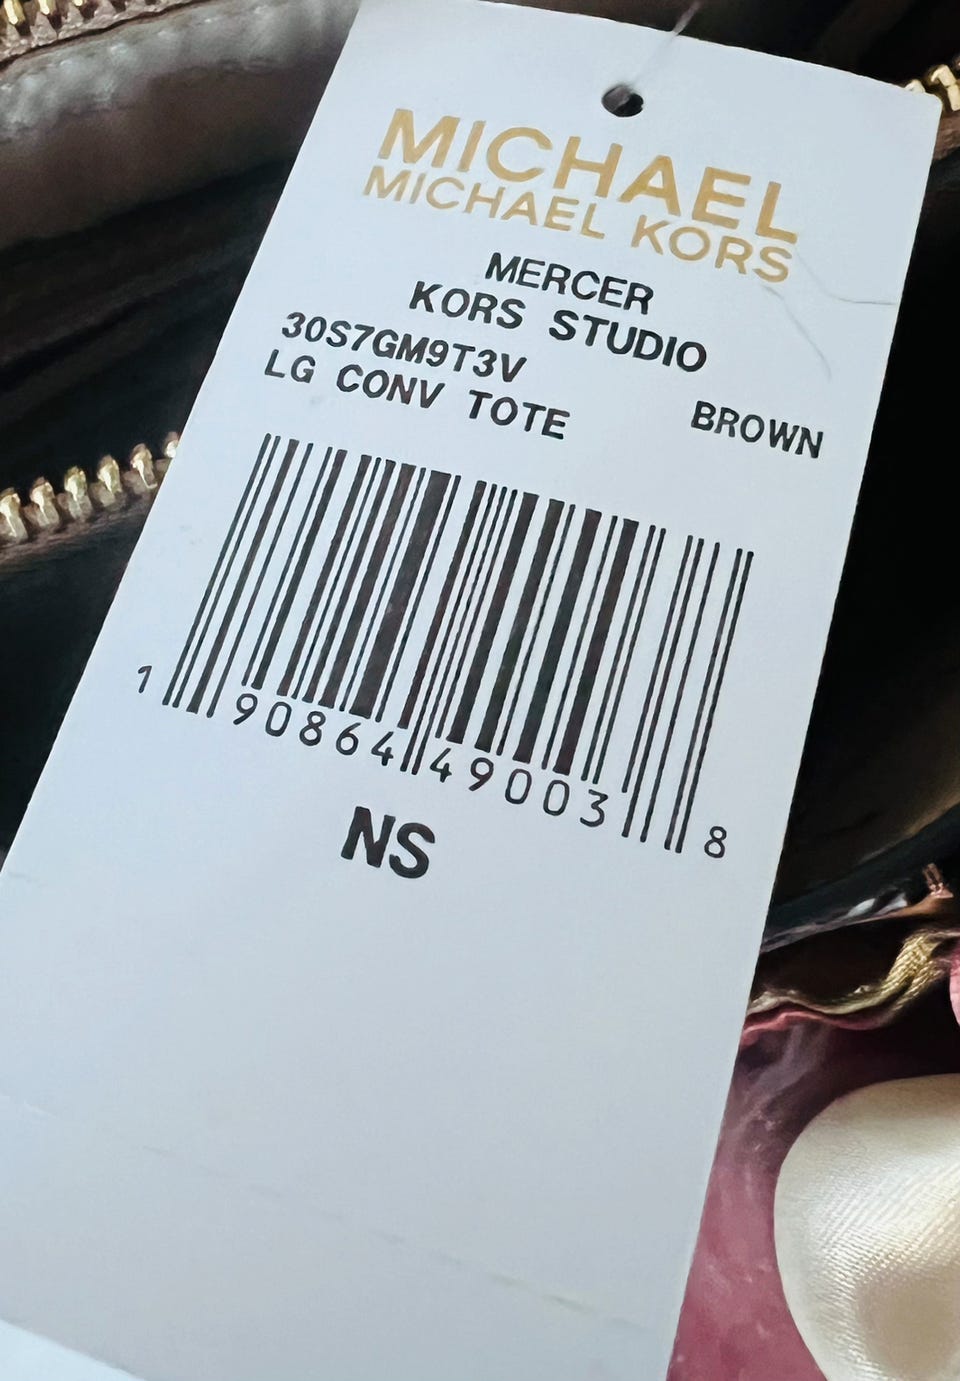 MICHAEL
MICHAEL KORS
MERCER
KORS STUDIO
30S7GM9T3V
LG CONV TOTE BROWN
1 90864 49003 8
NS